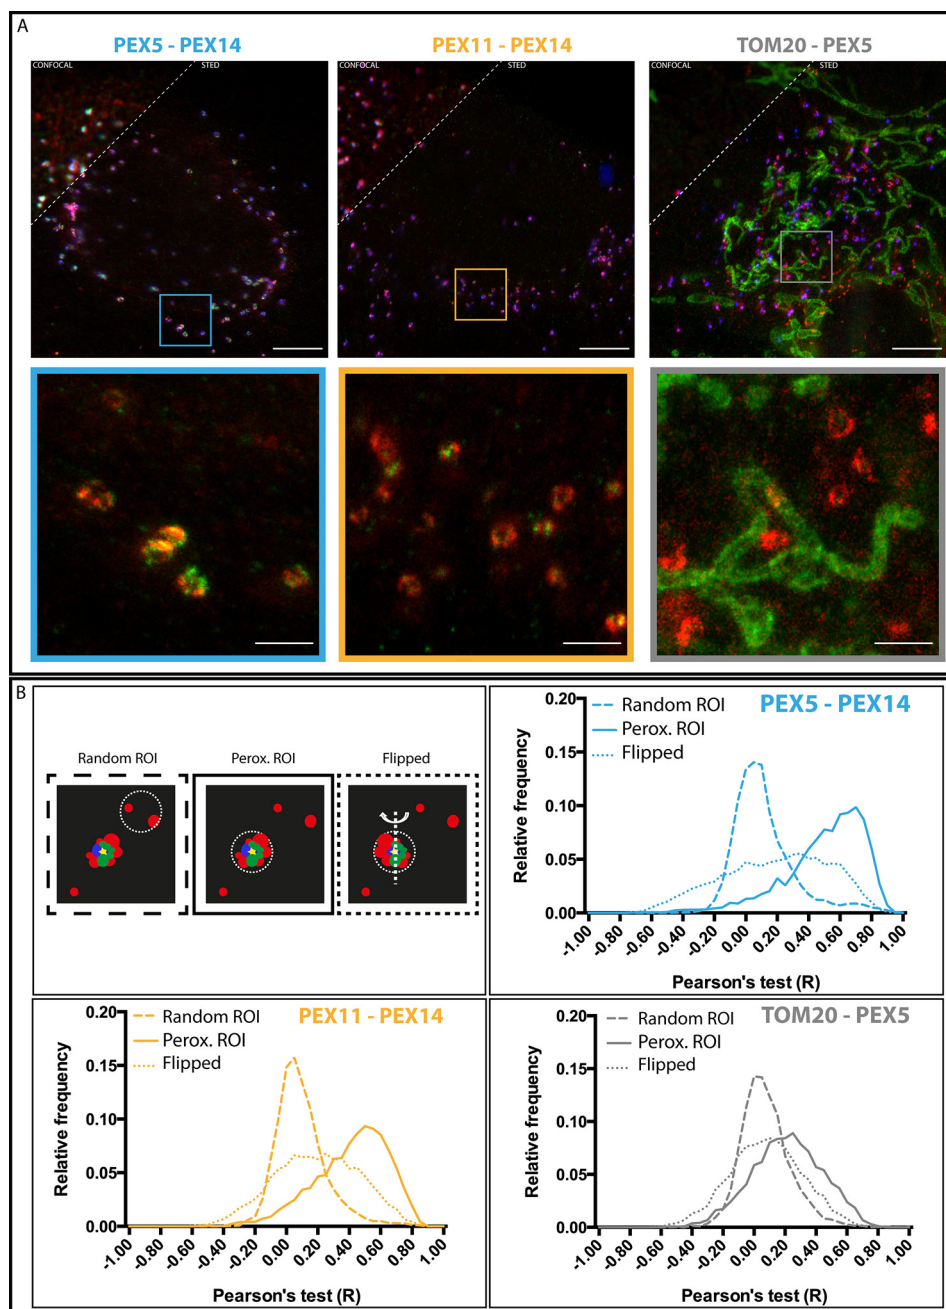 A
PEX5 - PEX14
PEX11 - PEX14
TOM20 - PEX5
CONFOCAL
STED
CONFOCAL
STED
CONFOCAL
STED
B
Random ROI
Perox. ROI
Flipped
PEX5 - PEX14
Random ROI
Perox. ROI
Flipped
Relative frequency
0.20
0.15
0.10
0.05
0.00
-1.00 -0.80 -0.60 -0.40 -0.20 0.00 0.20 0.40 0.60 0.80 1.00
Pearson's test (R)
PEX11 - PEX14
Random ROI
Perox. ROI
Flipped
Relative frequency
0.20
0.15
0.10
0.05
0.00
-1.00 -0.80 -0.60 -0.40 -0.20 0.00 0.20 0.40 0.60 0.80 1.00
Pearson's test (R)
TOM20 - PEX5
Random ROI
Perox. ROI
Flipped
Relative frequency
0.20
0.15
0.10
0.05
0.00
-1.00 -0.80 -0.60 -0.40 -0.20 0.00 0.20 0.40 0.60 0.80 1.00
Pearson's test (R)